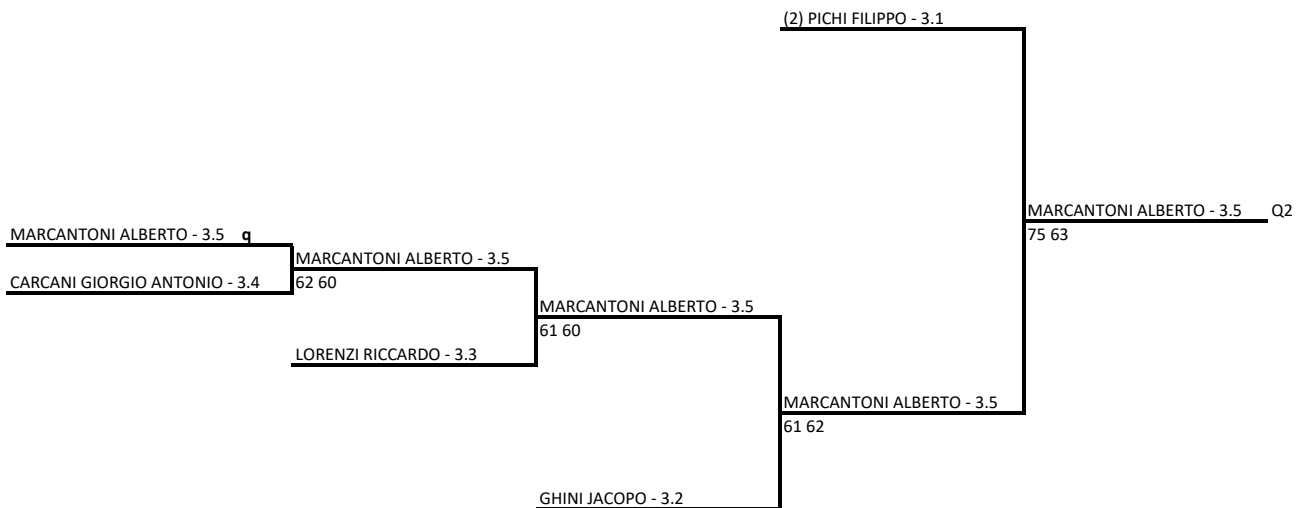 (2) PICHI FILIPPO - 3.1
MARCANTONI ALBERTO - 3.5 Q2
75 63
MARCANTONI ALBERTO - 3.5 q
MARCANTONI ALBERTO - 3.5
CARCANI GIORGIO ANTONIO - 3.4
62 60
MARCANTONI ALBERTO - 3.5
61 60
LORENZI RICCARDO - 3.3
MARCANTONI ALBERTO - 3.5
61 62
GHINI JACOPO - 3.2